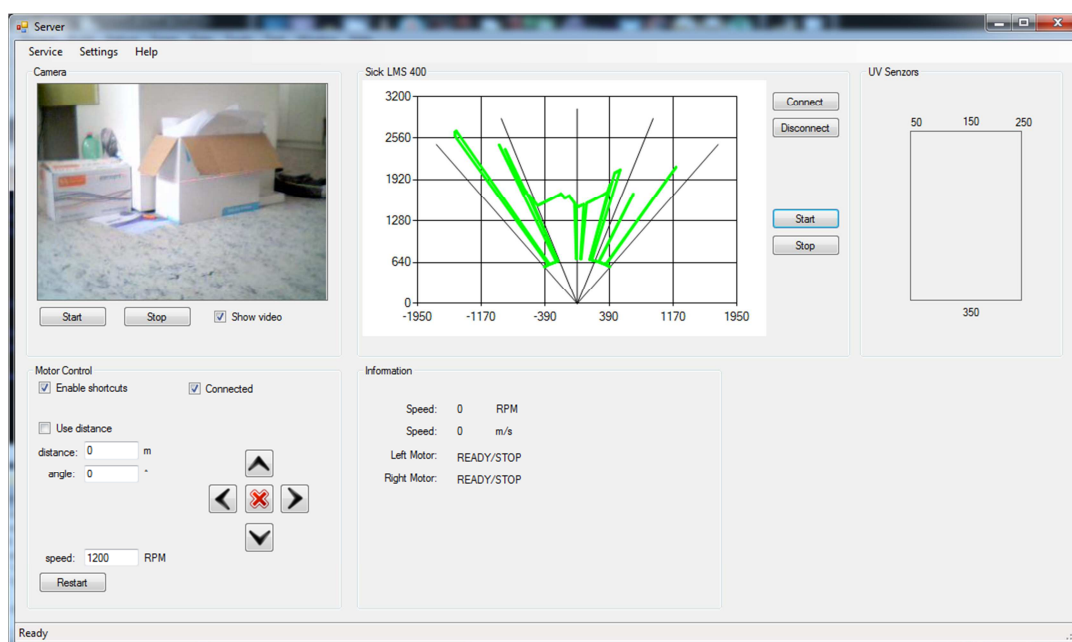 Server
Service Settings Help
Camera
Start Stop Show video
Sick LMS 400
3200
2560
1920
1280
640
0
-1950 -1170 -390 390 1170 1950
Connect
Disconnect
Start
Stop
UV Senzors
50 150 250
350
Motor Control
Enable shortcuts Connected
Use distance
distance: 0 m
angle: 0 °
speed: 1200 RPM
Restart
Information
Speed: 0 RPM
Speed: 0 m/s
Left Motor: READY/STOP
Right Motor: READY/STOP
Ready